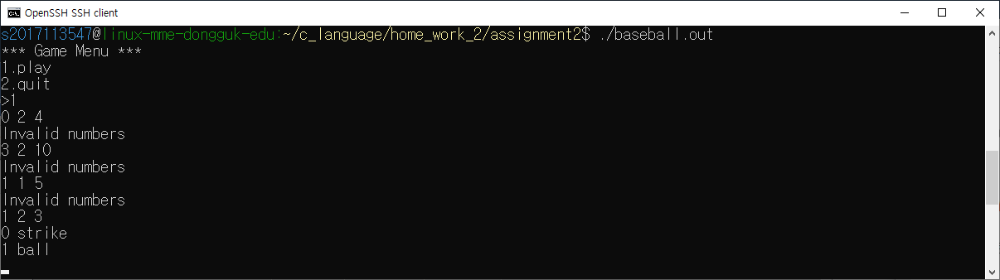 OpenSSH SSH client
s2017113547@linux-mme-dongguk-edu:~/c_language/home_work_2/assignment2$ ./baseball.out
*** Game Menu ***
1.play
2.quit
>1
0 2 4
Invalid numbers
3 2 10
Invalid numbers
1 1 5
Invalid numbers
1 2 3
0 strike
1 ball